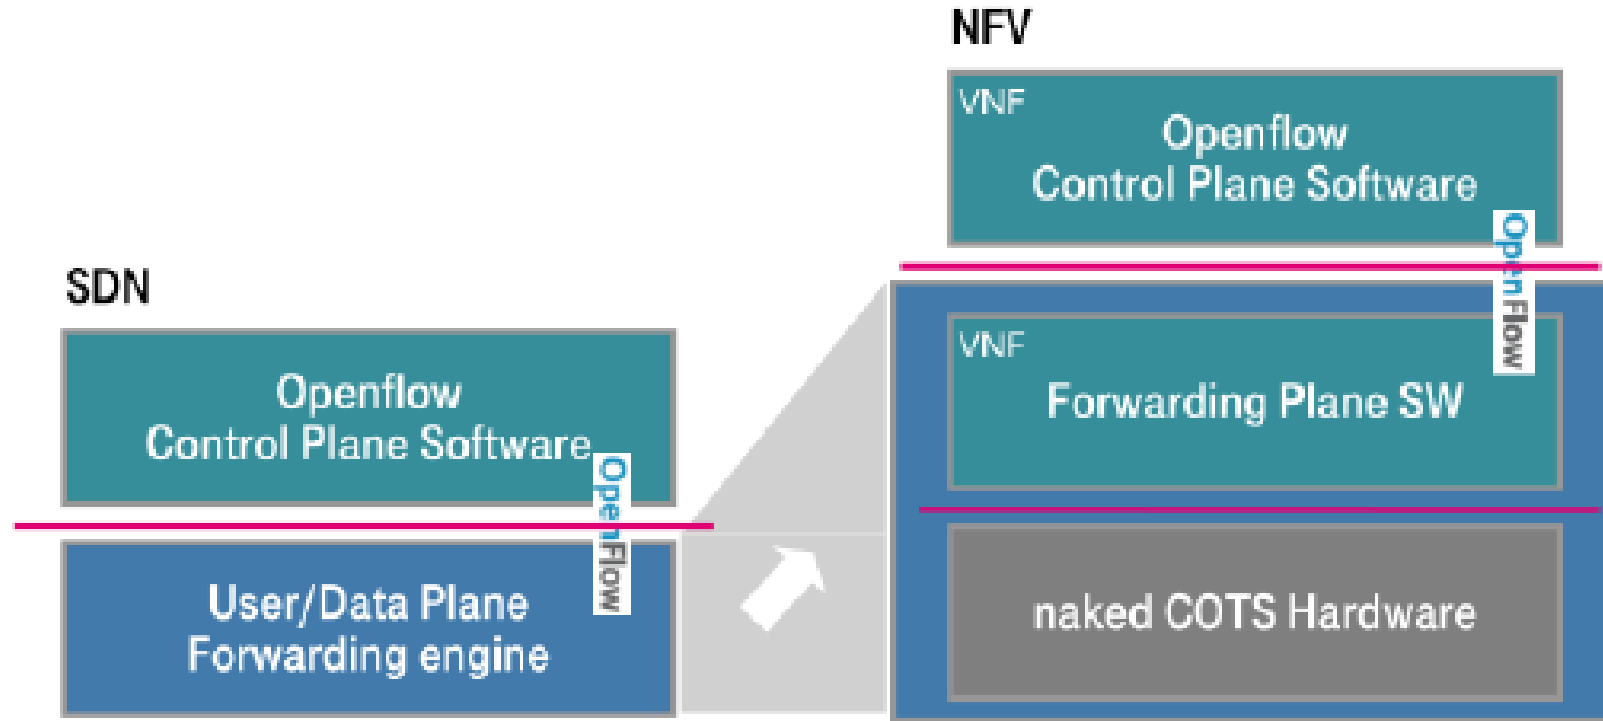 NFV
VNF
Openflow
Control Plane Software
OpenFlow
VNF
Forwarding Plane SW
naked COTS Hardware
SDN
Openflow
Control Plane Software
OpenFlow
User/Data Plane
Forwarding engine